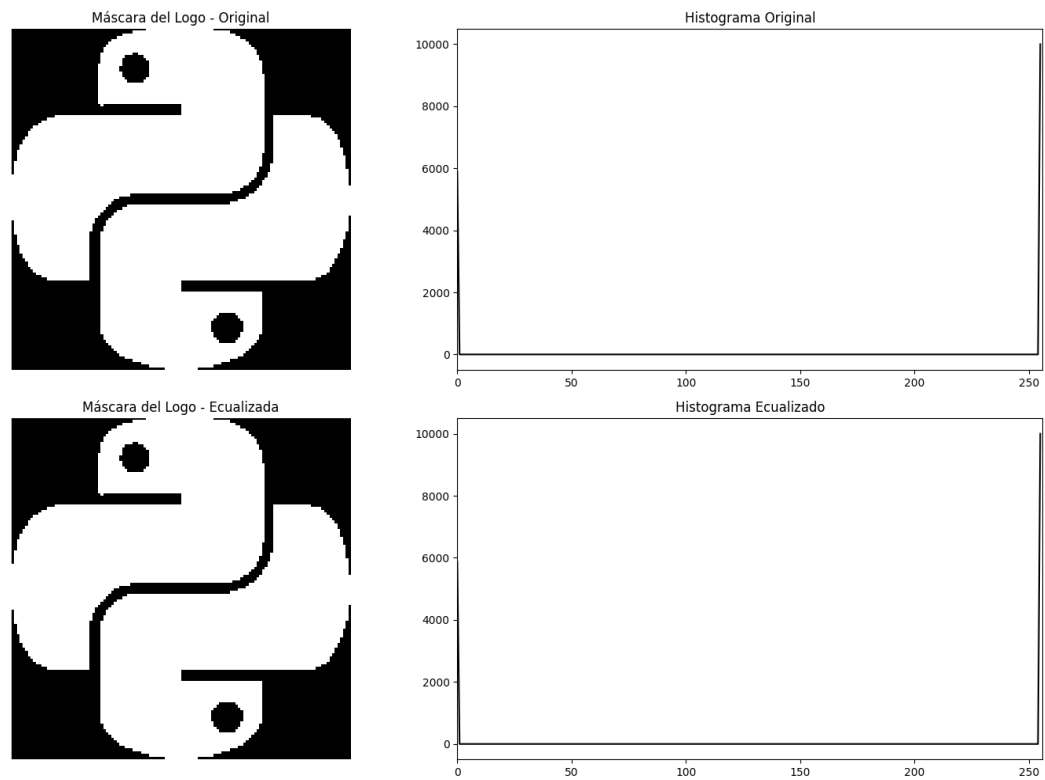 Máscara del Logo - Original
Histograma Original
10000
8000
6000
4000
2000
0
0 50 100 150 200 250
Máscara del Logo - Ecualizada
Histograma Ecualizado
10000
8000
6000
4000
2000
0
0 50 100 150 200 250